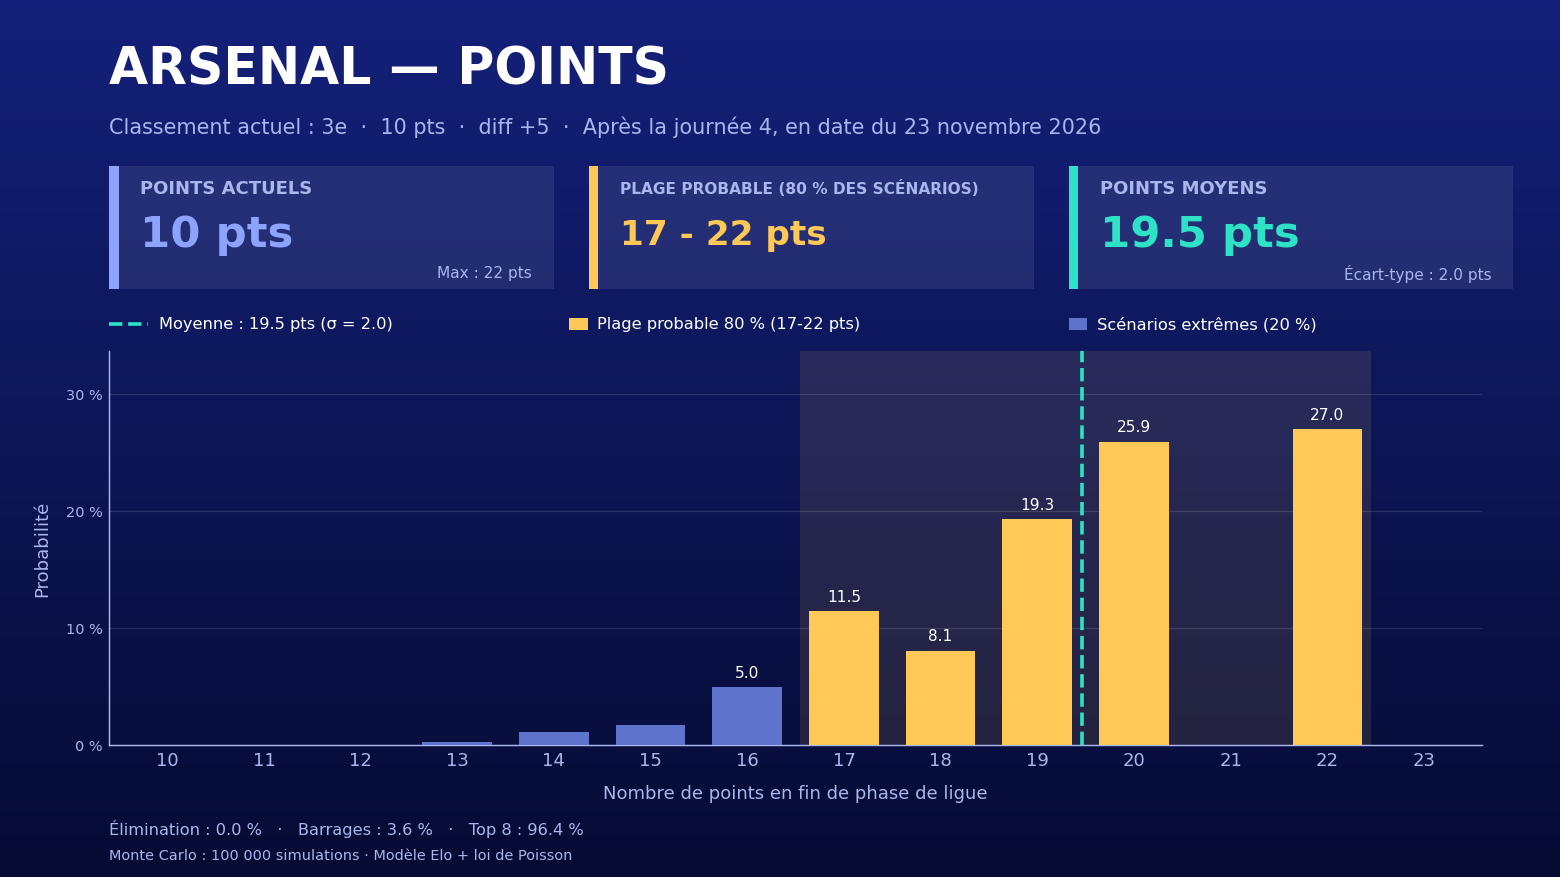 ARSENAL — POINTS
Classement actuel : 3e · 10 pts · diff +5 · Après la journée 4, en date du 23 novembre 2026
POINTS ACTUELS
10 pts
Max : 22 pts
PLAGE PROBABLE (80 % DES SCÉNARIOS)
17 - 22 pts
POINTS MOYENS
19.5 pts
Écart-type : 2.0 pts
Moyenne : 19.5 pts (σ = 2.0)
Plage probable 80 % (17-22 pts)
Scénarios extrêmes (20 %)
Probabilité
30 %
20 %
10 %
0 %
5.0
11.5
8.1
19.3
25.9
27.0
10 11 12 13 14 15 16 17 18 19 20 21 22 23
Nombre de points en fin de phase de ligue
Élimination : 0.0 % · Barrages : 3.6 % · Top 8 : 96.4 %
Monte Carlo : 100 000 simulations · Modèle Elo + loi de Poisson